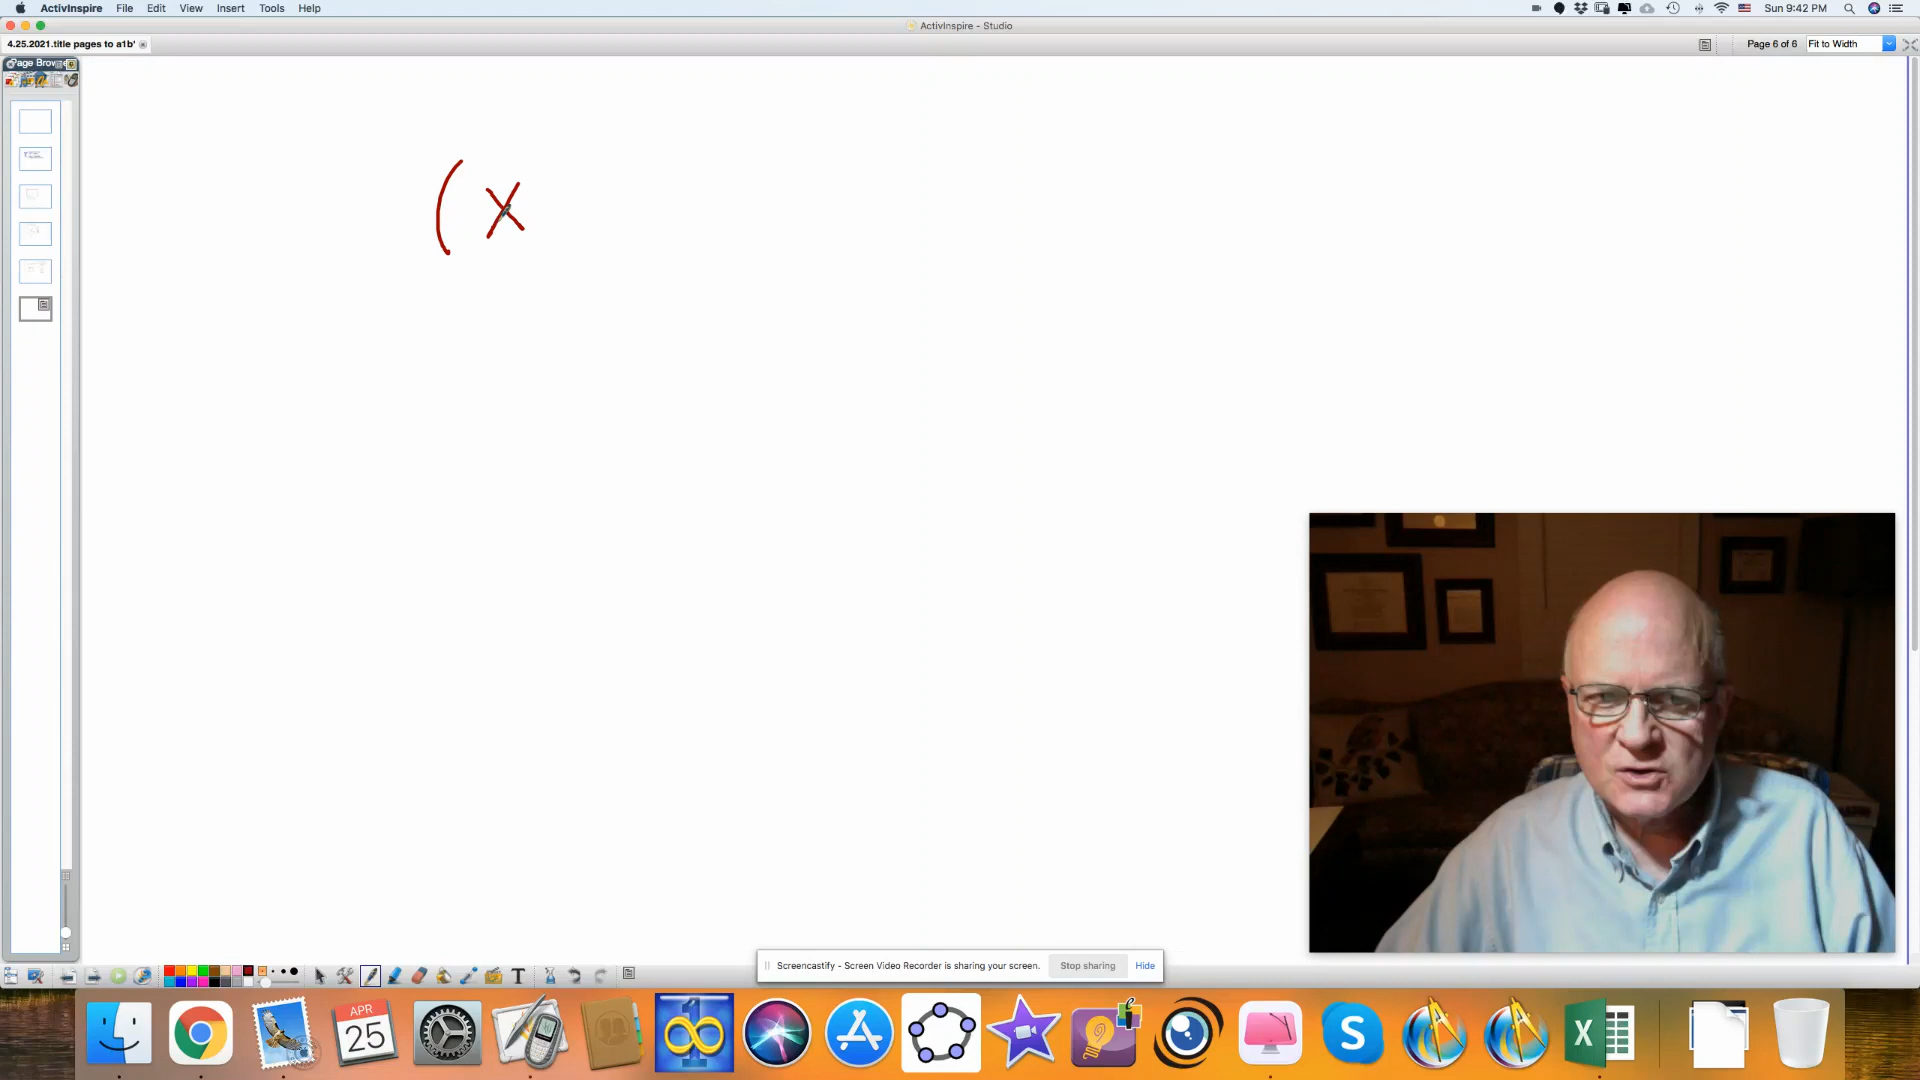 ActivInspire File Edit View Insert Tools Help Sun 9:42 PM
ActivInspire - Studio
4.25.2021.title pages to a1b* Page 6 of 6 Fit to Width
Page Brow
( x
T
Screencastify - Screen Video Recorder is sharing your screen. Stop sharing Hide
APR
25
1
S
X